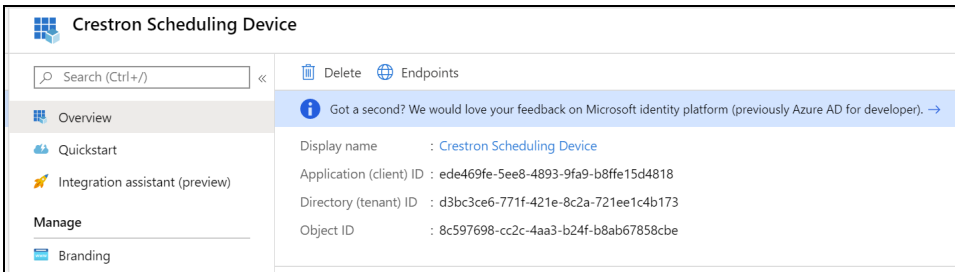 Crestron Scheduling Device
Search (Ctrl+/)
«
Overview
Quickstart
Integration assistant (preview)
Manage
Branding
Delete Endpoints
Got a second? We would love your feedback on Microsoft identity platform (previously Azure AD for developer). →
Display name : Crestron Scheduling Device
Application (client) ID : ede469fe-5ee8-4893-9fa9-b8ffe15d4818
Directory (tenant) ID : d3bc3ce6-771f-421e-8c2a-721ee1c4b173
Object ID : 8c597698-cc2c-4aa3-b24f-b8ab67858cbe